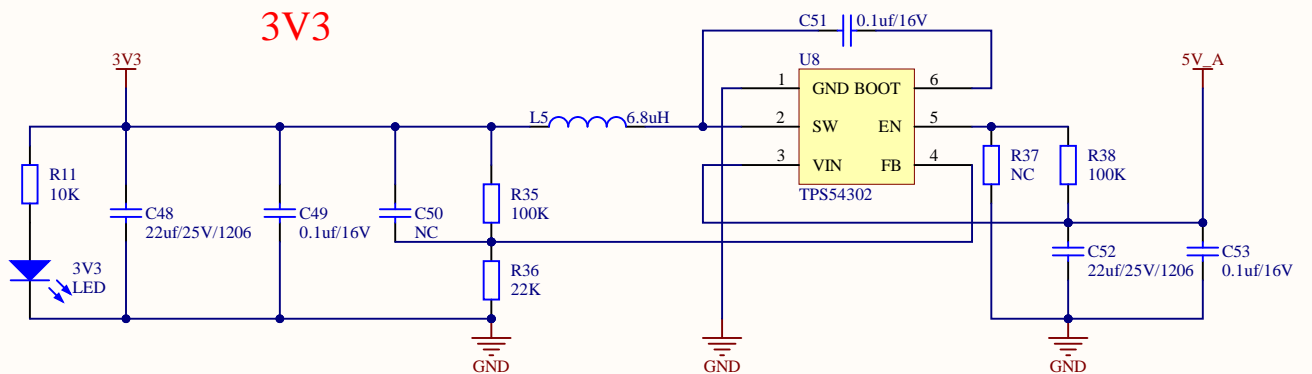 3V3
3V3
R11
10K
3V3
LED
C48
22uf/25V/1206
C49
0.1uf/16V
C50
NC
R35
100K
R36
22K
GND
L5
6.8uH
C51
0.1uf/16V
U8
1
GND
BOOT
6
2
SW
EN
5
3
VIN
FB
4
TPS54302
GND
R37
NC
R38
100K
5V_A
C52
22uf/25V/1206
C53
0.1uf/16V
GND